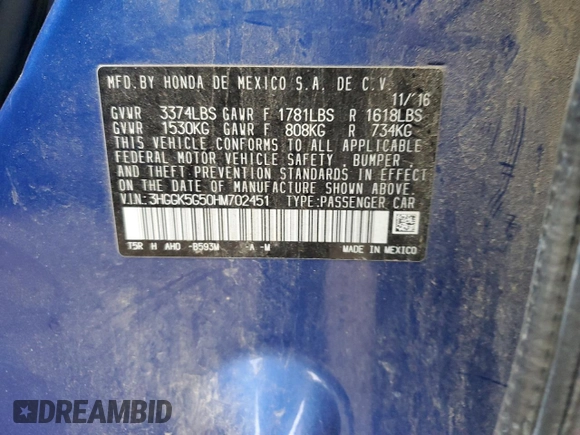 MFD.BY HONDA DE MEXICO S.A. DE C.V.
11/'16
GVWR 3374LBS GAWR F 1781LBS R 1618LBS
GVWR 1530KG GAWR F 808KG R 734KG
THIS VEHICLE CONFORMS TO ALL APPLICABLE
FEDERAL MOTOR VEHICLE SAFETY, BUMPER,
AND THEFT PREVENTION STANDARDS IN EFFECT
ON THE DATE OF MANUFACTURE SHOWN ABOVE.
V.I.N.: 3HGGK5G50HM702451 TYPE:PASSENGER CAR
T5R H AHD -B593M -A -M MADE IN MEXICO
DREAMBID